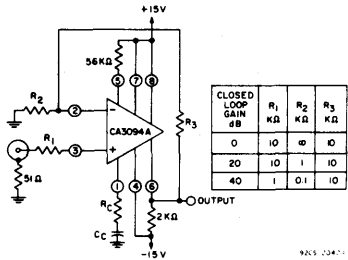 +15V
56KΩ
5
7
8
R2
2
−
CA3094A
R3
R1
3
+
51Ω
1
4
6
OUTPUT
RC
2KΩ
CC
−15V
CLOSED LOOP GAIN dB R1 KΩ R2 KΩ R3 KΩ
0 10 ∞ 10
20 10 1 10
40 1 0.1 10